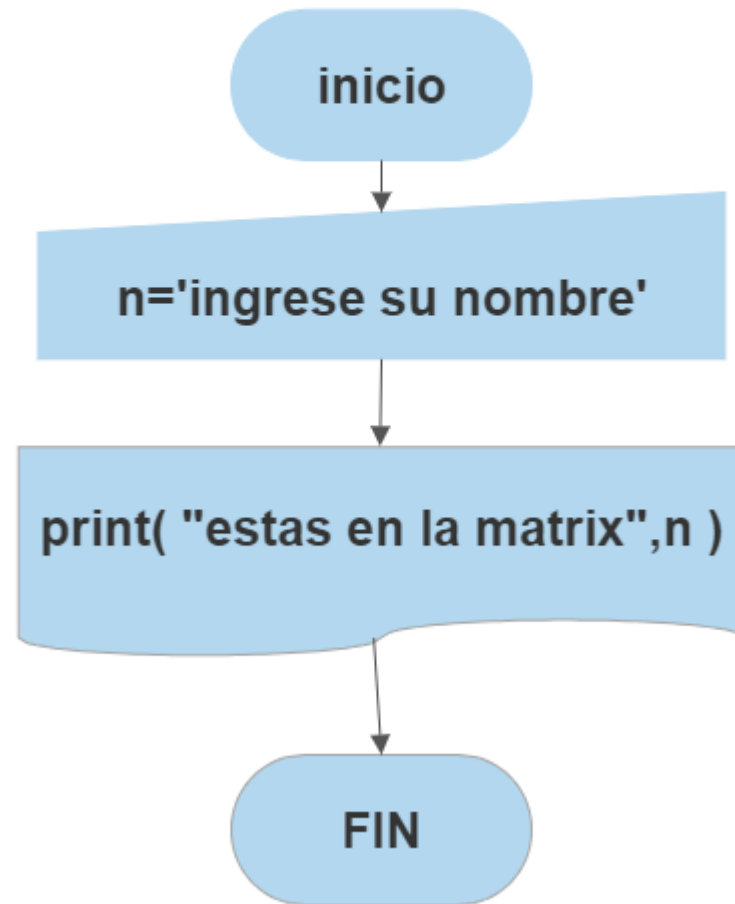 inicio
n='ingrese su nombre'
print( "estas en la matrix",n )
FIN